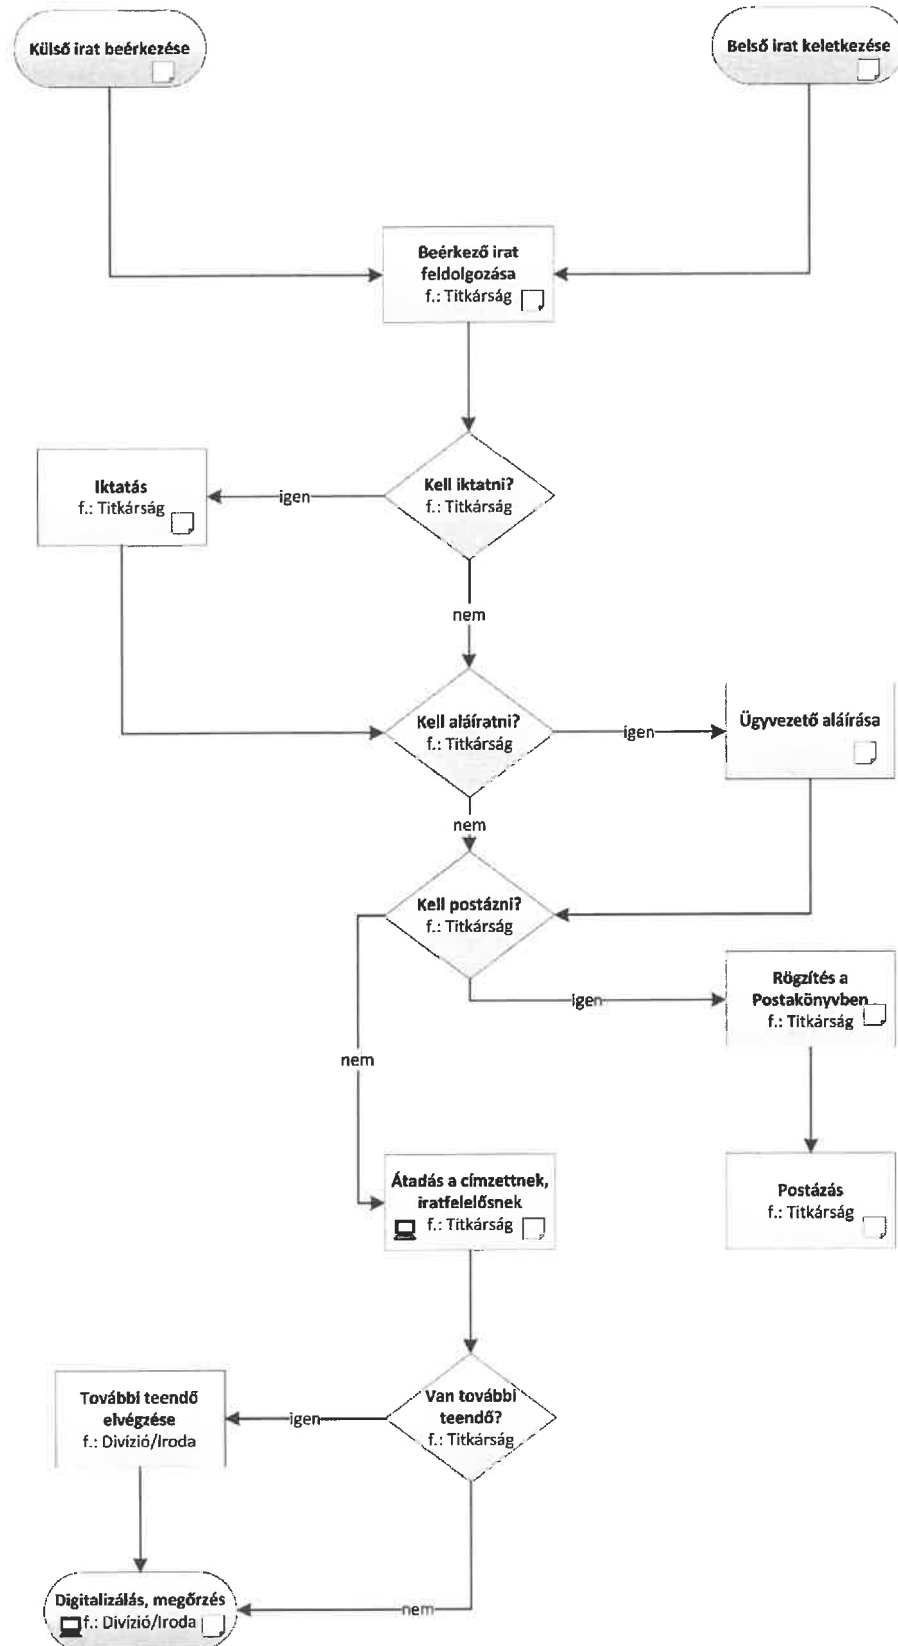 Külső irat beérkezése
Belső irat keletkezése
Beérkező irat
feldolgozása
f.: Titkárság
Kell iktatni?
f.: Titkárság
igen
Iktatás
f.: Titkárság
nem
Kell aláíratni?
f.: Titkárság
igen
Ügyvezető aláírása
nem
Kell postázni?
f.: Titkárság
igen
Rögzítés a
Postakönyvben
f.: Titkárság
nem
Átadás a címzettnek,
iratfelelősnek
f.: Titkárság
Postázás
f.: Titkárság
Van további
teendő?
f.: Titkárság
igen
További teendő
elvégzése
f.: Divízió/Iroda
nem
Digitalizálás, megőrzés
f.: Divízió/Iroda